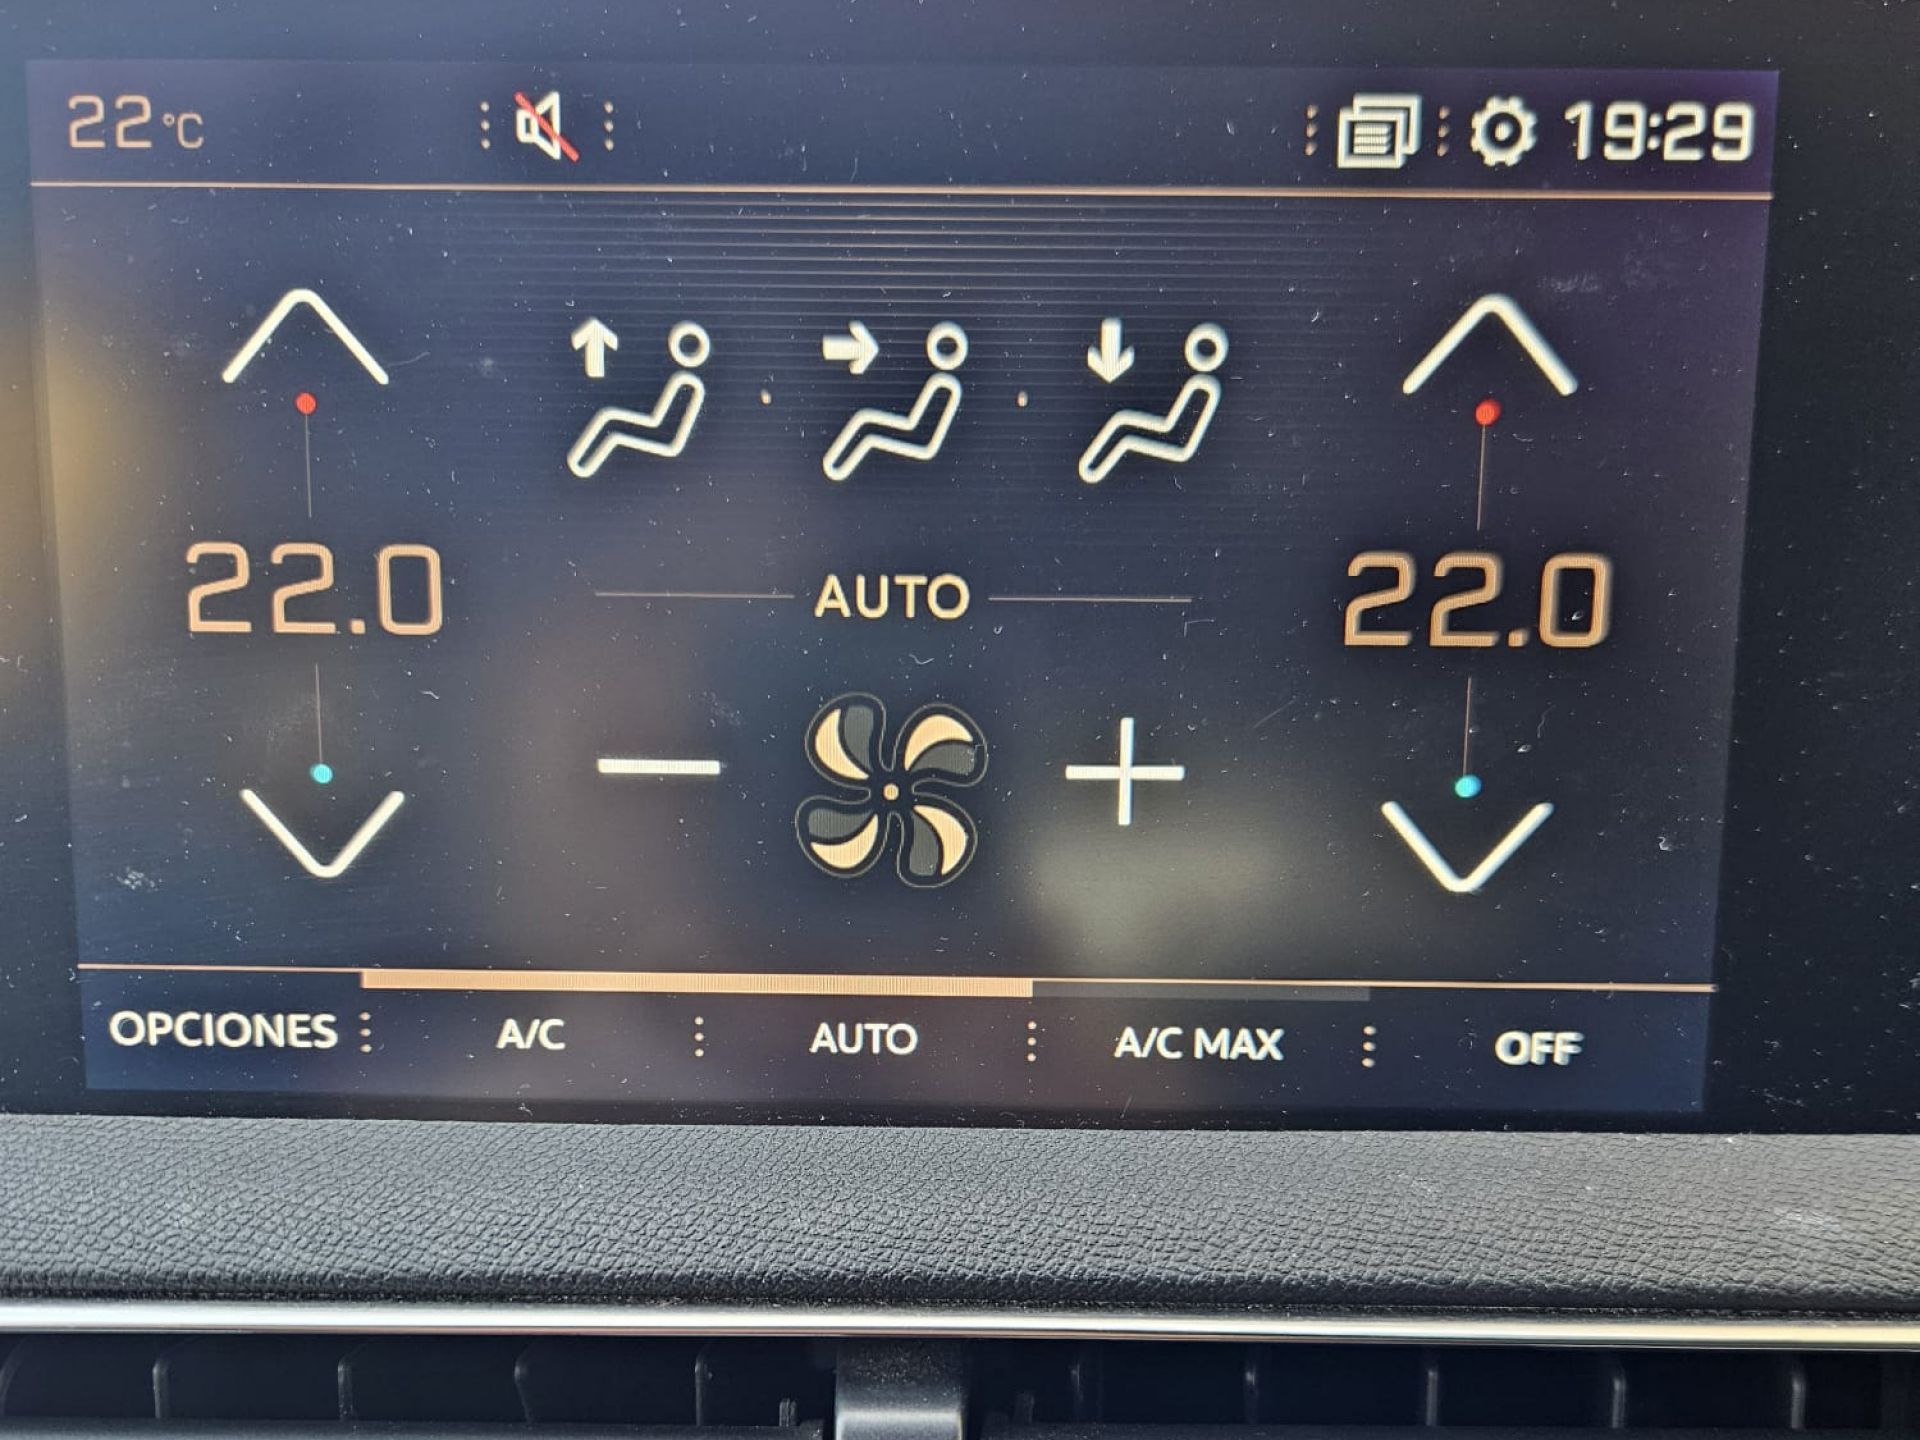 22°C
19:29
22.0
AUTO
22.0
OPCIONES
A/C
AUTO
A/C MAX
OFF